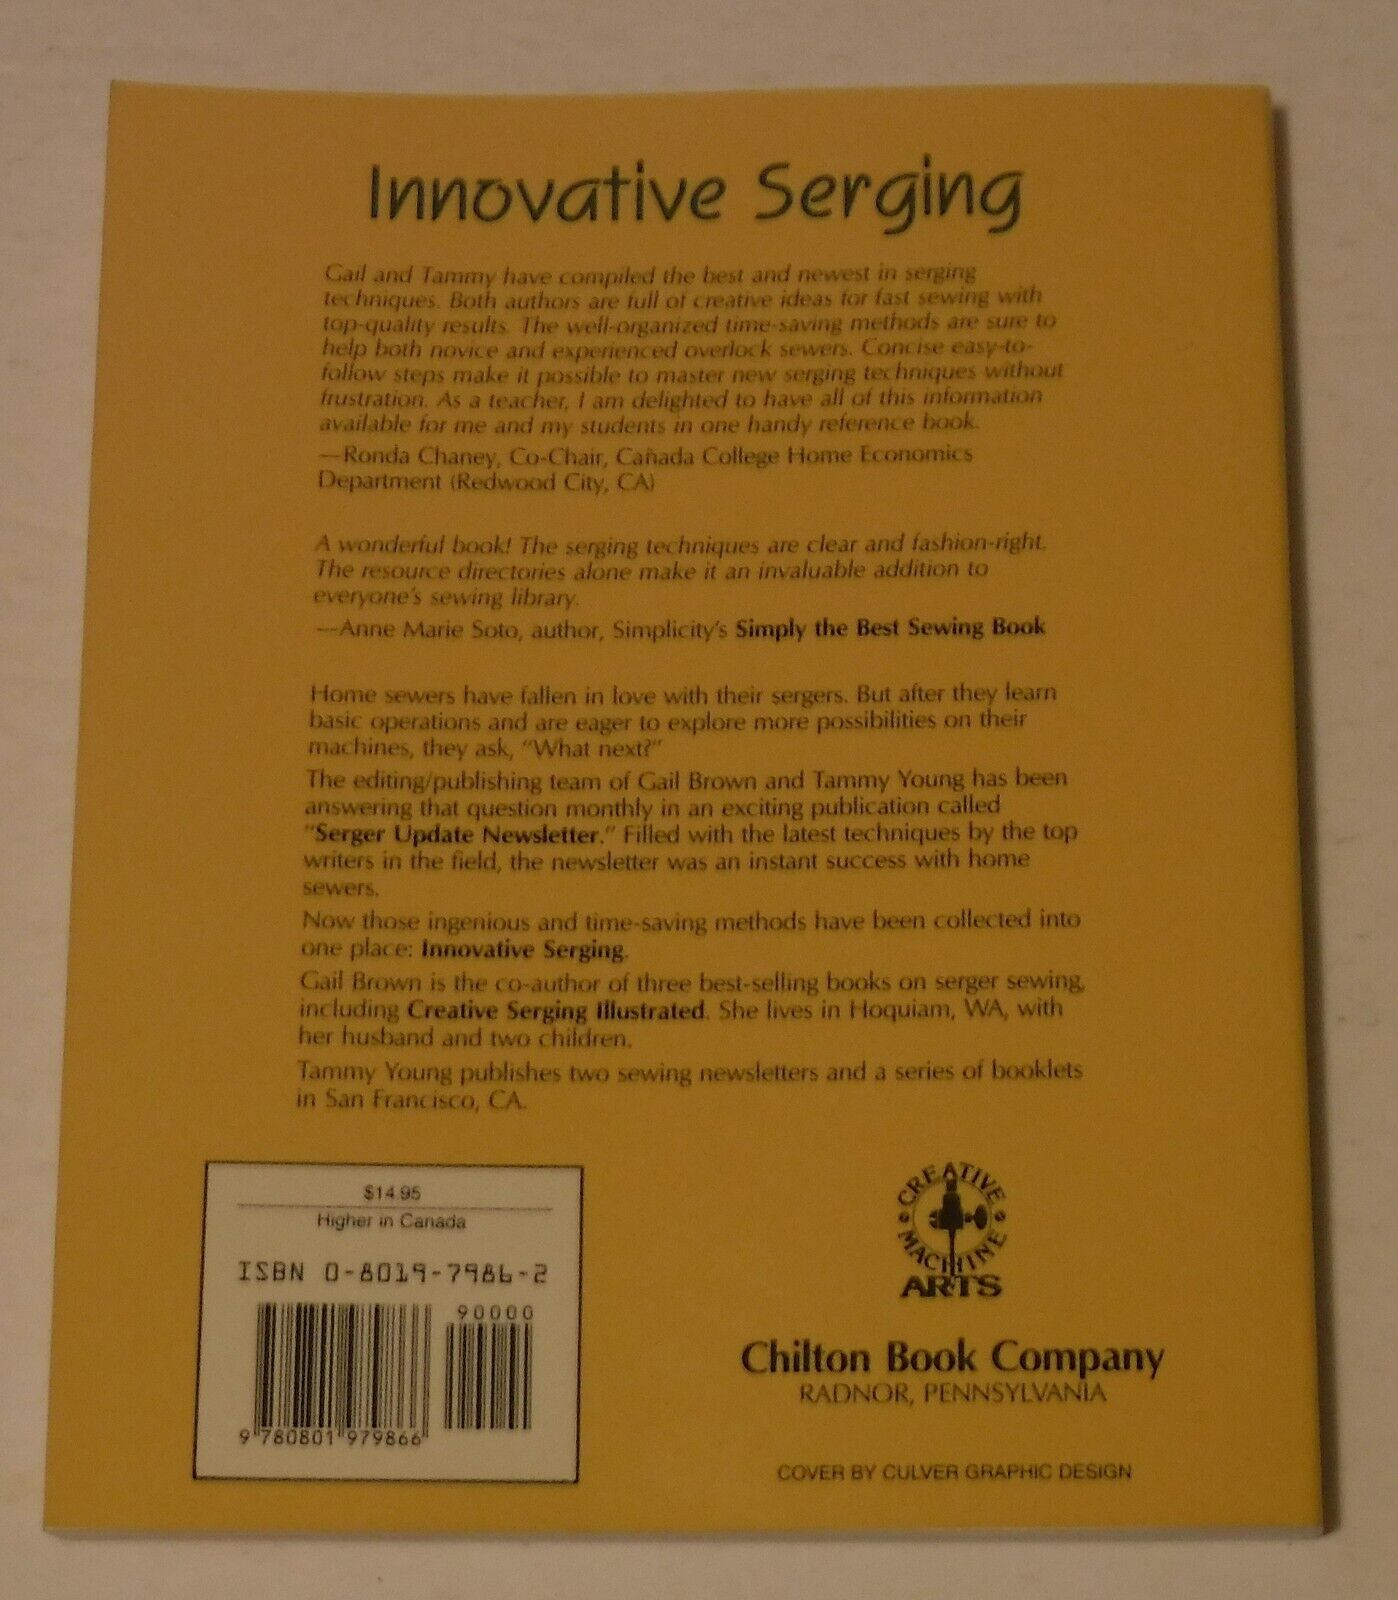 Innovative Serging
Gail and Tammy have compiled the best and newest in serging
techniques. Both authors are full of creative ideas for fast sewing with
top-quality results. The well-organized time-saving methods are sure to
help both novice and experienced overlock sewers. Concise easy-to-
follow steps make it possible to master new serging techniques without
frustration. As a teacher, I am delighted to have all of this information
available for me and my students in one handy reference book.
—Ronda Chaney, Co-Chair, Cañada College Home Economics
Department (Redwood City, CA)
A wonderful book! The serging techniques are clear and fashion-right.
The resource directories alone make it an invaluable addition to
everyone's sewing library.
—Anne Marie Soto, author, Simplicity's Simply the Best Sewing Book
Home sewers have fallen in love with their sergers. But after they learn
basic operations and are eager to explore more possibilities on their
machines, they ask, "What next?"
The editing/publishing team of Gail Brown and Tammy Young has been
answering that question monthly in an exciting publication called
"Serger Update Newsletter." Filled with the latest techniques by the top
writers in the field, the newsletter was an instant success with home
sewers.
Now those ingenious and time-saving methods have been collected into
one place: Innovative Serging.
Gail Brown is the co-author of three best-selling books on serger sewing,
including Creative Serging Illustrated. She lives in Hoquiam, WA, with
her husband and two children.
Tammy Young publishes two sewing newsletters and a series of booklets
in San Francisco, CA.
$14.95
Higher in Canada
ISBN 0-8019-7986-2
90000
9 780801 979866
CREATIVE
MACHINE
ARTS
Chilton Book Company
RADNOR, PENNSYLVANIA
COVER BY CULVER GRAPHIC DESIGN